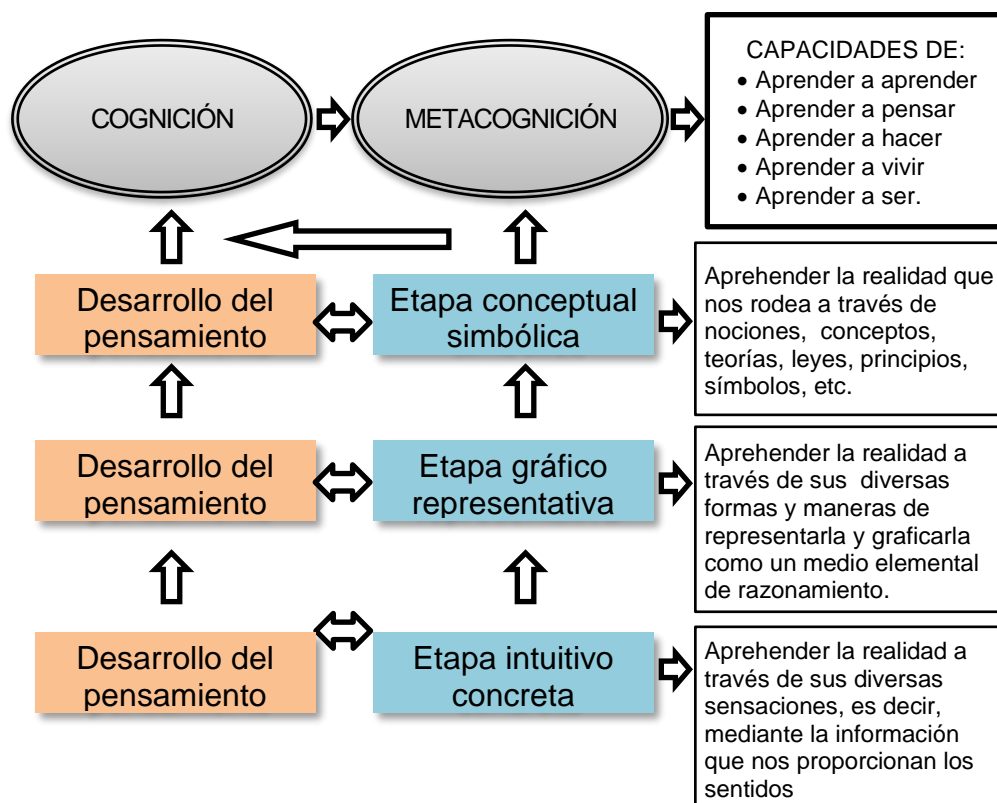 COGNICIÓN
METACOGNICIÓN
CAPACIDADES DE:
• Aprender a aprender
• Aprender a pensar
• Aprender a hacer
• Aprender a vivir
• Aprender a ser.
Desarrollo del
pensamiento
Etapa conceptual
simbólica
Aprehender la realidad que
nos rodea a través de
nociones, conceptos,
teorías, leyes, principios,
símbolos, etc.
Desarrollo del
pensamiento
Etapa gráfico
representativa
Aprehender la realidad a
través de sus diversas
formas y maneras de
representarla y graficarla
como un medio elemental
de razonamiento.
Desarrollo del
pensamiento
Etapa intuitivo
concreta
Aprehender la realidad a
través de sus diversas
sensaciones, es decir,
mediante la información
que nos proporcionan los
sentidos